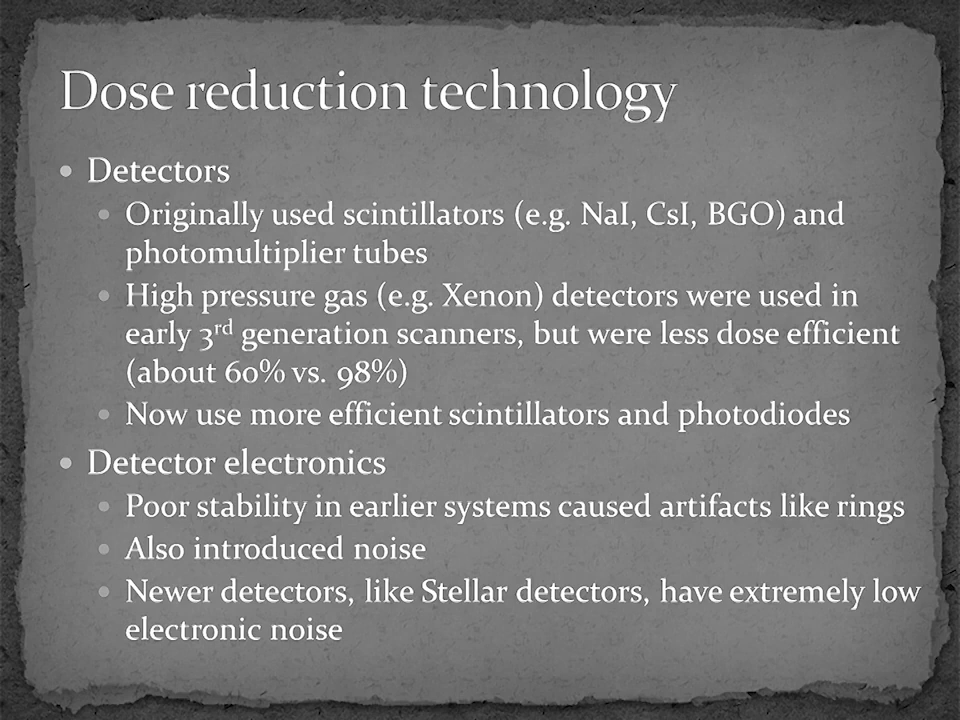 Dose reduction technology
• Detectors
• Originally used scintillators (e.g. NaI, CsI, BGO) and
photomultiplier tubes
• High pressure gas (e.g. Xenon) detectors were used in
early 3rd generation scanners, but were less dose efficient
(about 60% vs. 98%)
• Now use more efficient scintillators and photodiodes
• Detector electronics
• Poor stability in earlier systems caused artifacts like rings
• Also introduced noise
• Newer detectors, like Stellar detectors, have extremely low
electronic noise